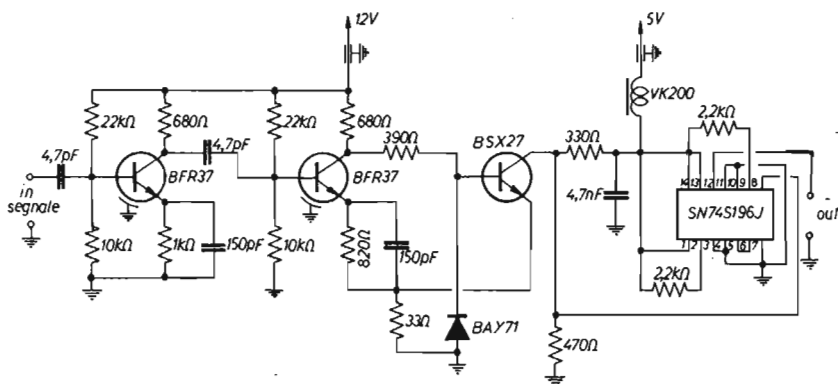 12V
5V
VK200
22kΩ
680Ω
22kΩ
680Ω
2,2kΩ
4,7pF
4,7pF
390Ω
BSX27
330Ω
in
segnale
BFR37
BFR37
4,7nF
14 13 12 11 10 9 8
SN74S196J
out
1 2 3 4 5 6 7
10kΩ
1kΩ
150pF
10kΩ
820Ω
150pF
2,2kΩ
33Ω
BAY71
470Ω